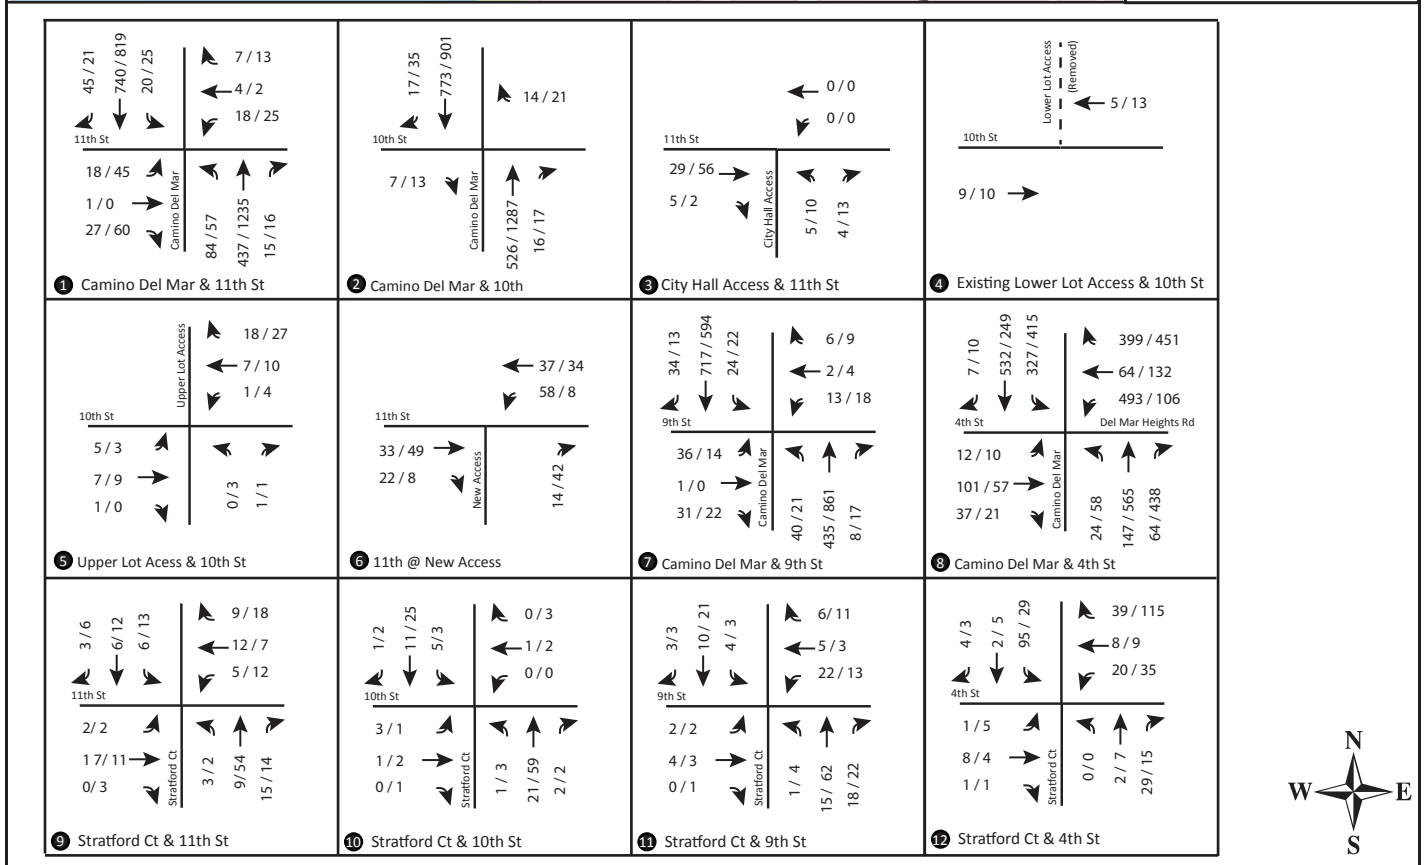 45 / 21
740 / 819
20 / 25
7 / 13
4 / 2
18 / 25
11th St
18 / 45
1 / 0
27 / 60
Camino Del Mar
84 / 57
437 / 1235
15 / 16
1 Camino Del Mar & 11th St
17 / 35
773 / 901
14 / 21
10th St
7 / 13
Camino Del Mar
526 / 1287
16 / 17
2 Camino Del Mar & 10th
0 / 0
0 / 0
11th St
29 / 56
5 / 2
City Hall Access
5 / 10
4 / 13
3 City Hall Access & 11th St
Lower Lot Access
(Removed)
5 / 13
10th St
9 / 10
4 Existing Lower Lot Access & 10th St
Upper Lot Access
18 / 27
7 / 10
1 / 4
10th St
5 / 3
7 / 9
1 / 0
0 / 3
1 / 1
5 Upper Lot Acess & 10th St
37 / 34
58 / 8
11th St
33 / 49
22 / 8
New Access
14 / 42
6 11th @ New Access
34 / 13
717 / 594
24 / 22
6 / 9
2 / 4
13 / 18
9th St
36 / 14
1 / 0
31 / 22
Camino Del Mar
40 / 21
435 / 861
8 / 17
7 Camino Del Mar & 9th St
7 / 10
532 / 249
327 / 415
399 / 451
64 / 132
493 / 106
4th St
Del Mar Heights Rd
12 / 10
101 / 57
37 / 21
Camino Del Mar
24 / 58
147 / 565
64 / 438
8 Camino Del Mar & 4th St
3 / 6
6/ 12
6 / 13
9 / 18
12 / 7
5 / 12
11th St
2/ 2
1 7/ 11
0/ 3
Stratford Ct
3 / 2
9/ 54
15 / 14
9 Stratford Ct & 11th St
1 / 2
11 / 25
5/ 3
0 / 3
1 / 2
0 / 0
10th St
3 / 1
1 / 2
0 / 1
Stratford Ct
1 / 3
21 / 59
2 / 2
10 Stratford Ct & 10th St
3/ 3
10 / 21
4 / 3
6/ 11
5 / 3
22 / 13
9th St
2 / 2
4 / 3
0 / 1
Stratford Ct
1 / 4
15 / 62
18 / 22
11 Stratford Ct & 9th St
4 / 3
2 / 5
95 / 29
39 / 115
8 / 9
20 / 35
4th St
1 / 5
8 / 4
1 / 1
Stratford Ct
0 / 0
2 / 7
29 / 15
12 Stratford Ct & 4th St
N
W E
S